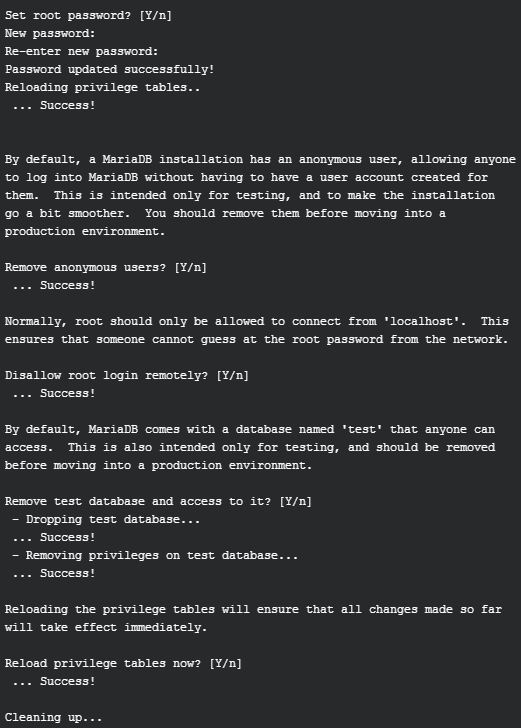 Set root password? [Y/n]
New password:
Re-enter new password:
Password updated successfully!
Reloading privilege tables..
 ... Success!


By default, a MariaDB installation has an anonymous user, allowing anyone
to log into MariaDB without having to have a user account created for
them.  This is intended only for testing, and to make the installation
go a bit smoother.  You should remove them before moving into a
production environment.

Remove anonymous users? [Y/n]
 ... Success!

Normally, root should only be allowed to connect from 'localhost'.  This
ensures that someone cannot guess at the root password from the network.

Disallow root login remotely? [Y/n]
 ... Success!

By default, MariaDB comes with a database named 'test' that anyone can
access.  This is also intended only for testing, and should be removed
before moving into a production environment.

Remove test database and access to it? [Y/n]
 - Dropping test database...
 ... Success!
 - Removing privileges on test database...
 ... Success!

Reloading the privilege tables will ensure that all changes made so far
will take effect immediately.

Reload privilege tables now? [Y/n]
 ... Success!

Cleaning up...